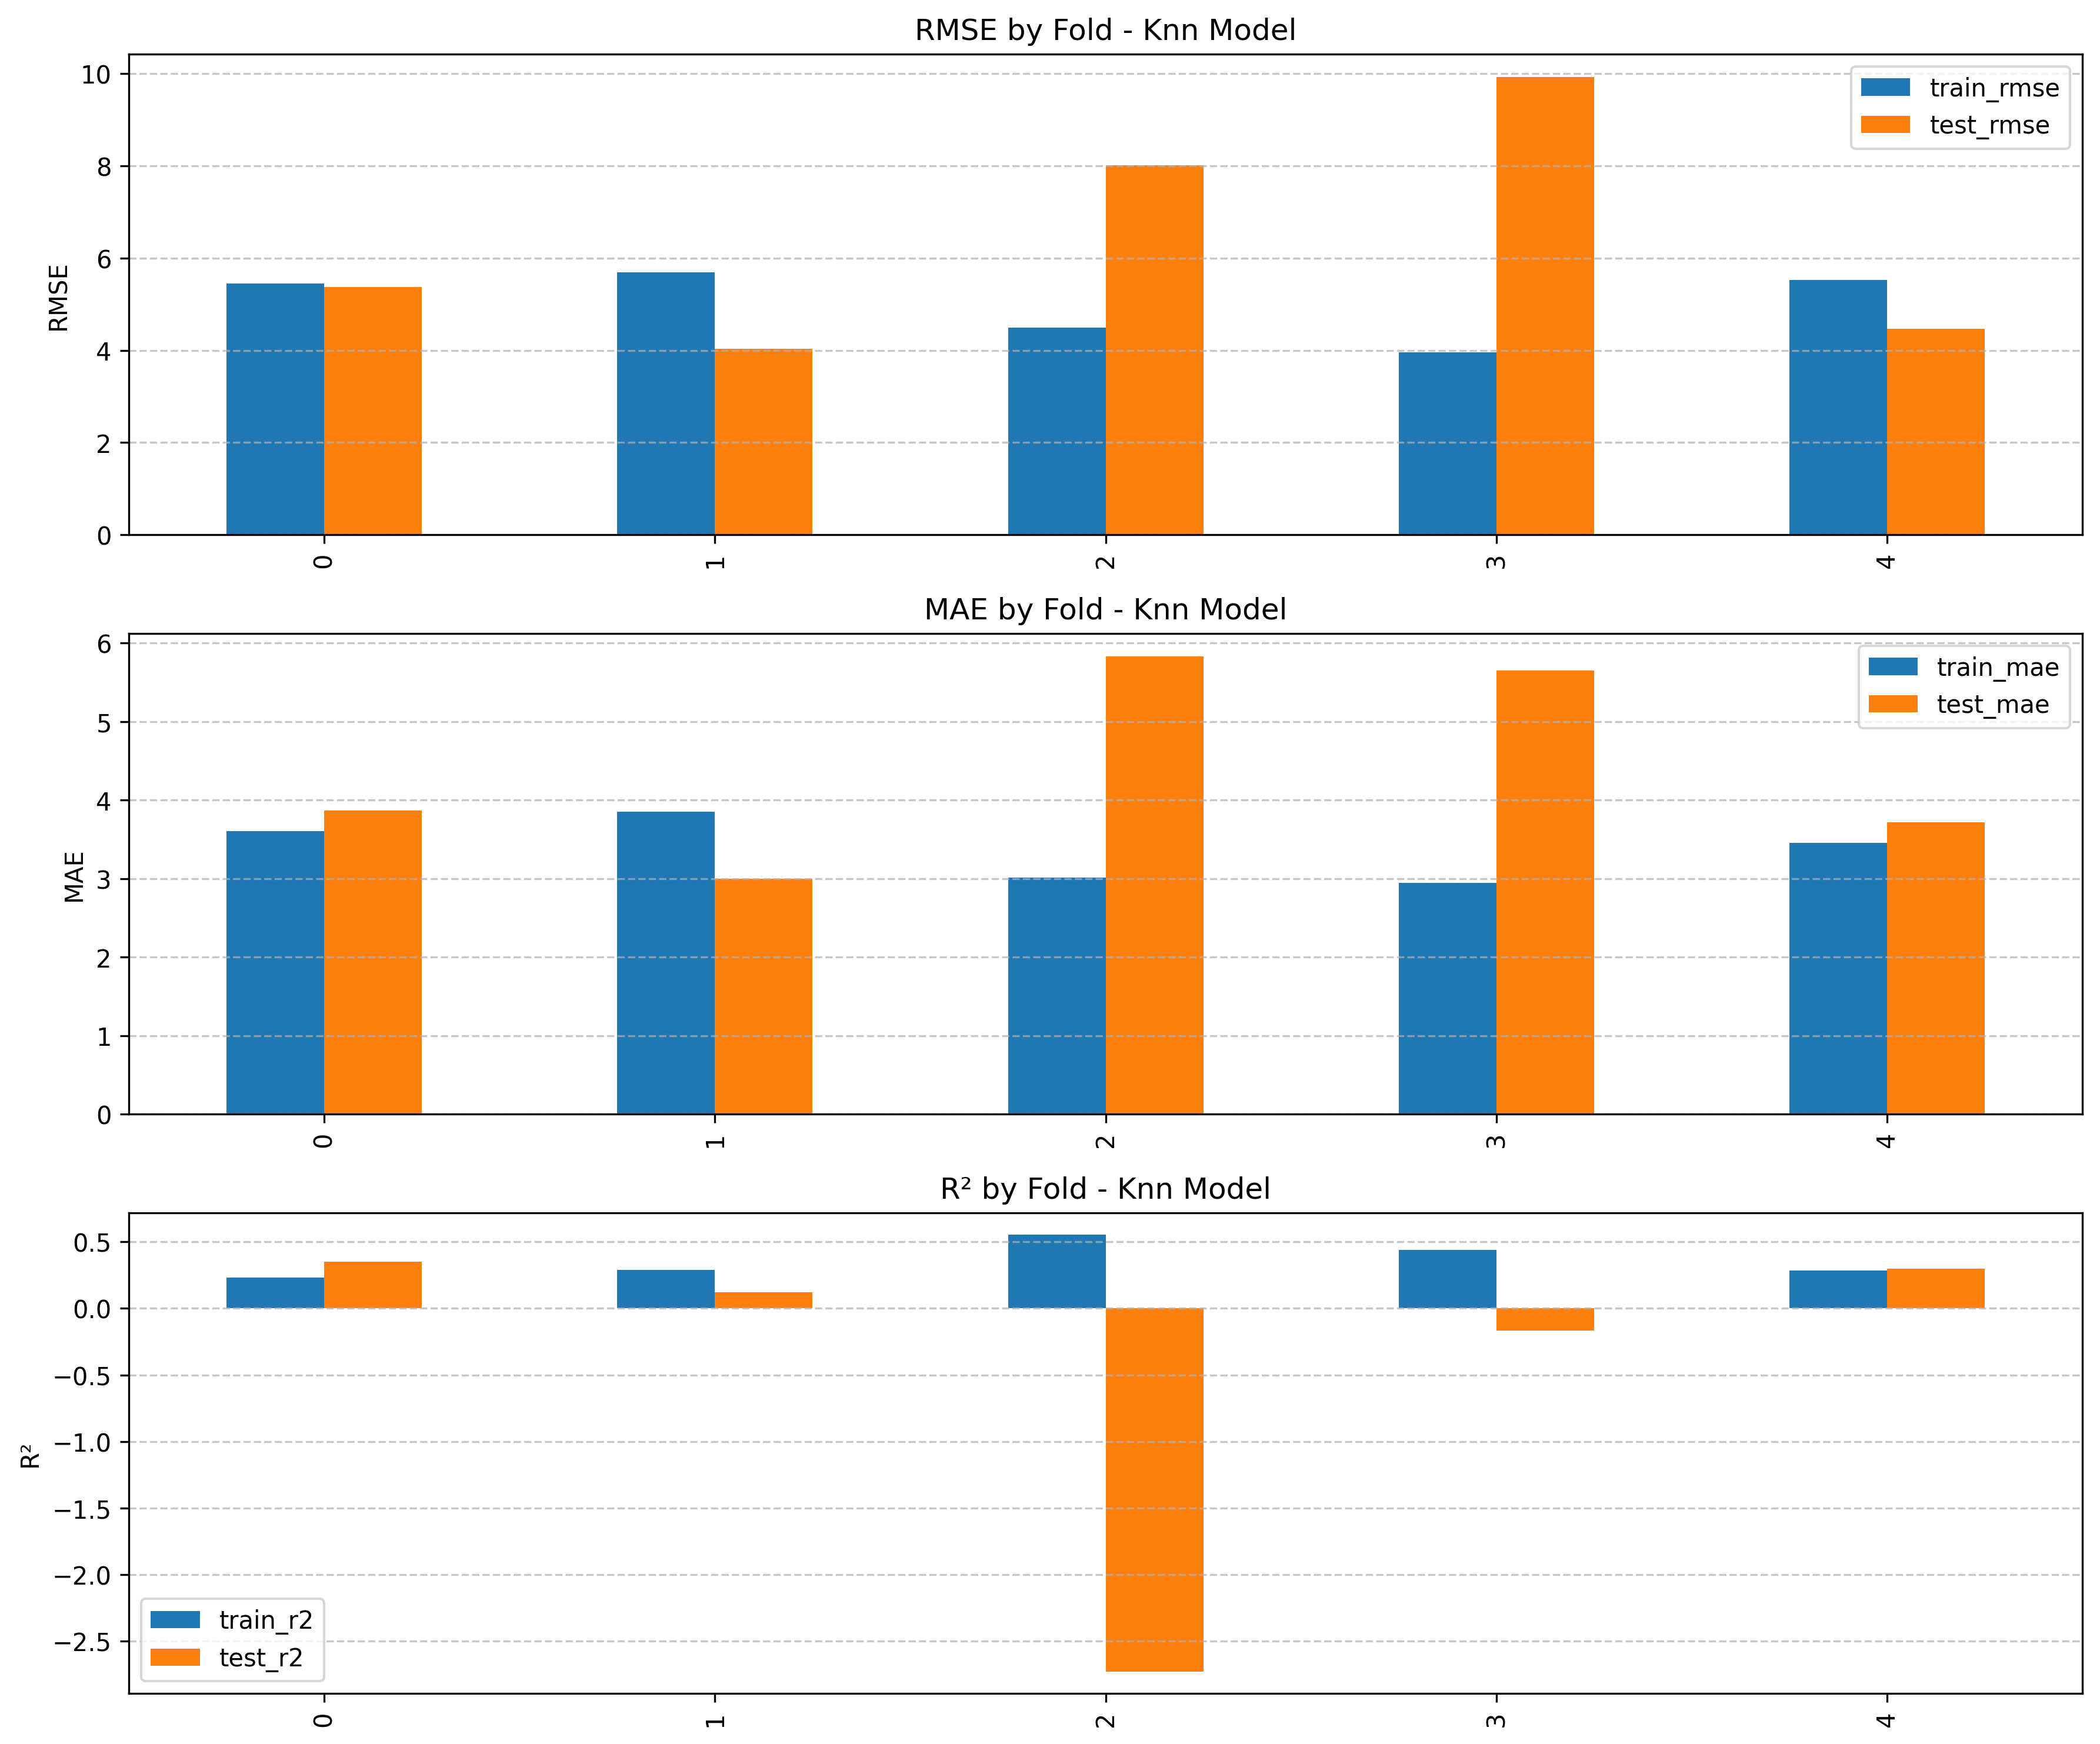 RMSE by Fold - Knn Model
RMSE
10
8
6
4
2
0
train_rmse
test_rmse
0 1 2 3 4
MAE by Fold - Knn Model
MAE
6
5
4
3
2
1
0
train_mae
test_mae
0 1 2 3 4
R² by Fold - Knn Model
R²
0.5
0.0
−0.5
−1.0
−1.5
−2.0
−2.5
train_r2
test_r2
0 1 2 3 4